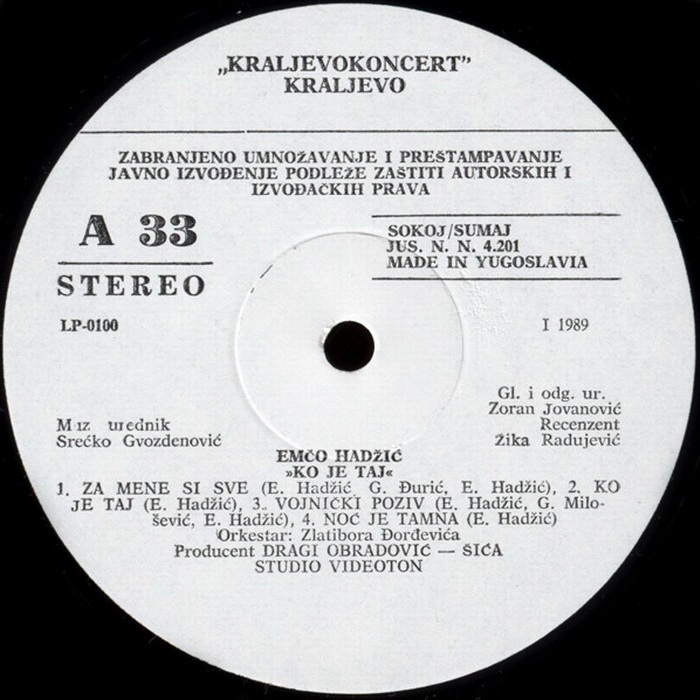 „KRALJEVOKONCERT”
KRALJEVO
ZABRANJENO UMNOŽAVANJE I PREŠTAMPAVANJE
JAVNO IZVOĐENJE PODLEŽE ZAŠTITI AUTORSKIH I
IZVOĐAČKIH PRAVA
A 33
STEREO
LP-0100
SOKOJ/SUMAJ
JUS. N. N. 4.201
MADE IN YUGOSLAVIA
I 1989
Muz urednik
Srećko Gvozdenović
Gl. i odg. ur.
Zoran Jovanović
Recenzent
Žika Radujević
EMĆO HADŽIĆ
»KO JE TAJ«
1. ZA MENE SI SVE (E. Hadžić G. Đurić, E. Hadžić), 2. KO
JE TAJ (E. Hadžić), 3. VOJNIČKI POZIV (E. Hadžić, G. Milo-
šević, E. Hadžić), 4. NOĆ JE TAMNA (E. Hadžić)
Orkestar: Zlatibora Đorđevića
Producent DRAGI OBRADOVIĆ — ŠIĆA
STUDIO VIDEOTON